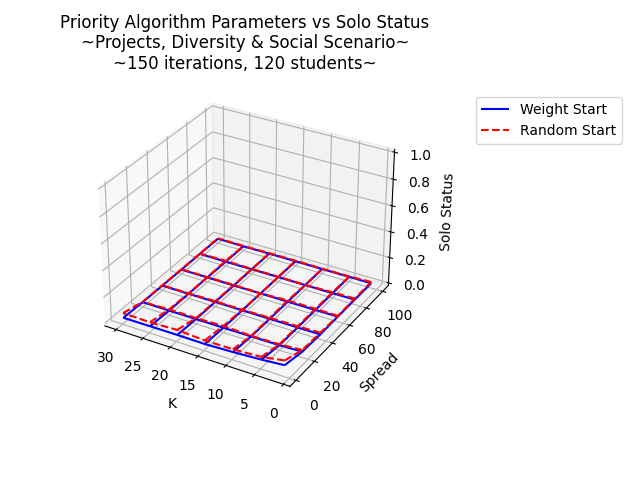 Priority Algorithm Parameters vs Solo Status
~Projects, Diversity & Social Scenario~
~150 iterations, 120 students~
Weight Start
Random Start
1.0
0.8
0.6
0.4
0.2
0.0
Solo Status
100
80
60
40
20
0
Spread
30
25
20
15
10
5
0
K